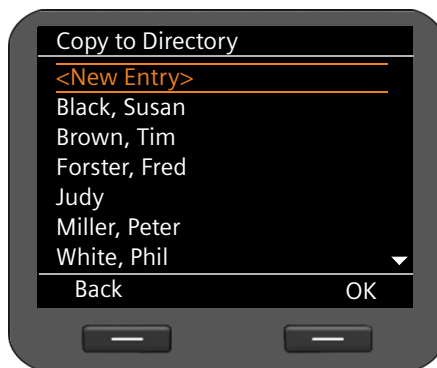 Copy to Directory
<New Entry>
Black, Susan
Brown, Tim
Forster, Fred
Judy
Miller, Peter
White, Phil
Back OK